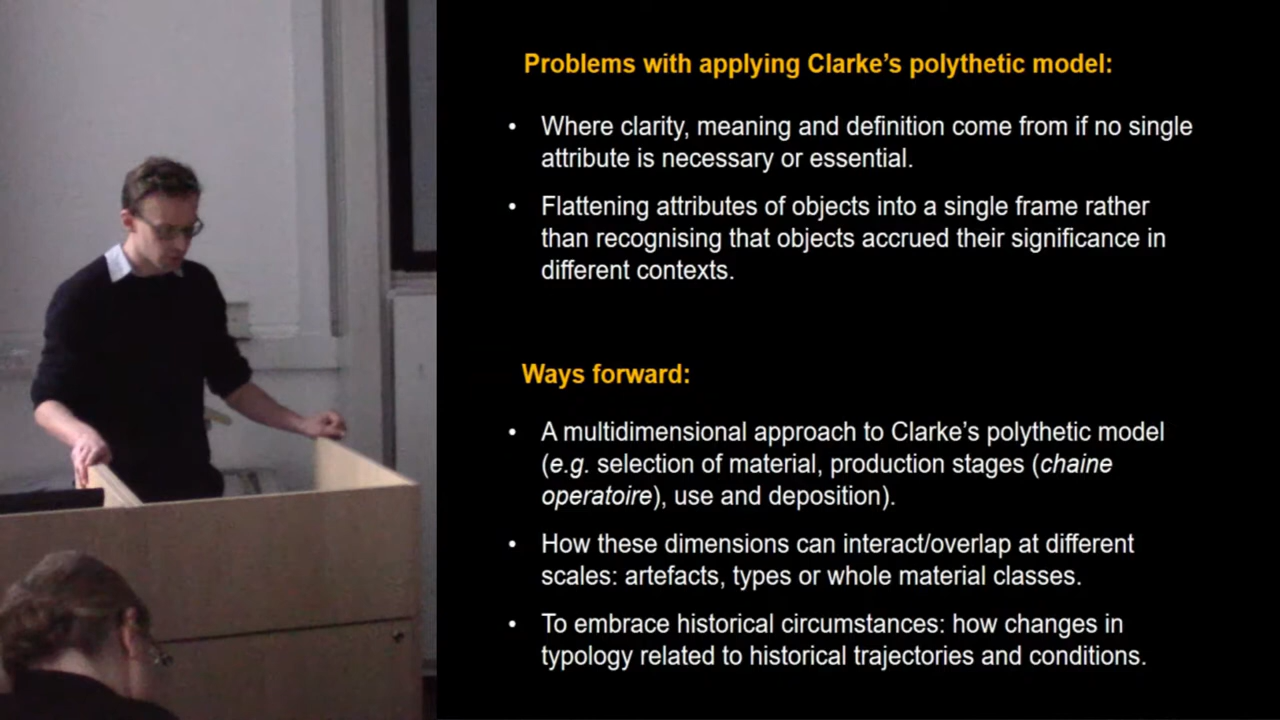 Problems with applying Clarke’s polythetic model:
• Where clarity, meaning and definition come from if no single
attribute is necessary or essential.
• Flattening attributes of objects into a single frame rather
than recognising that objects accrued their significance in
different contexts.
Ways forward:
• A multidimensional approach to Clarke’s polythetic model
(e.g. selection of material, production stages (chaine
operatoire), use and deposition).
• How these dimensions can interact/overlap at different
scales: artefacts, types or whole material classes.
• To embrace historical circumstances: how changes in
typology related to historical trajectories and conditions.